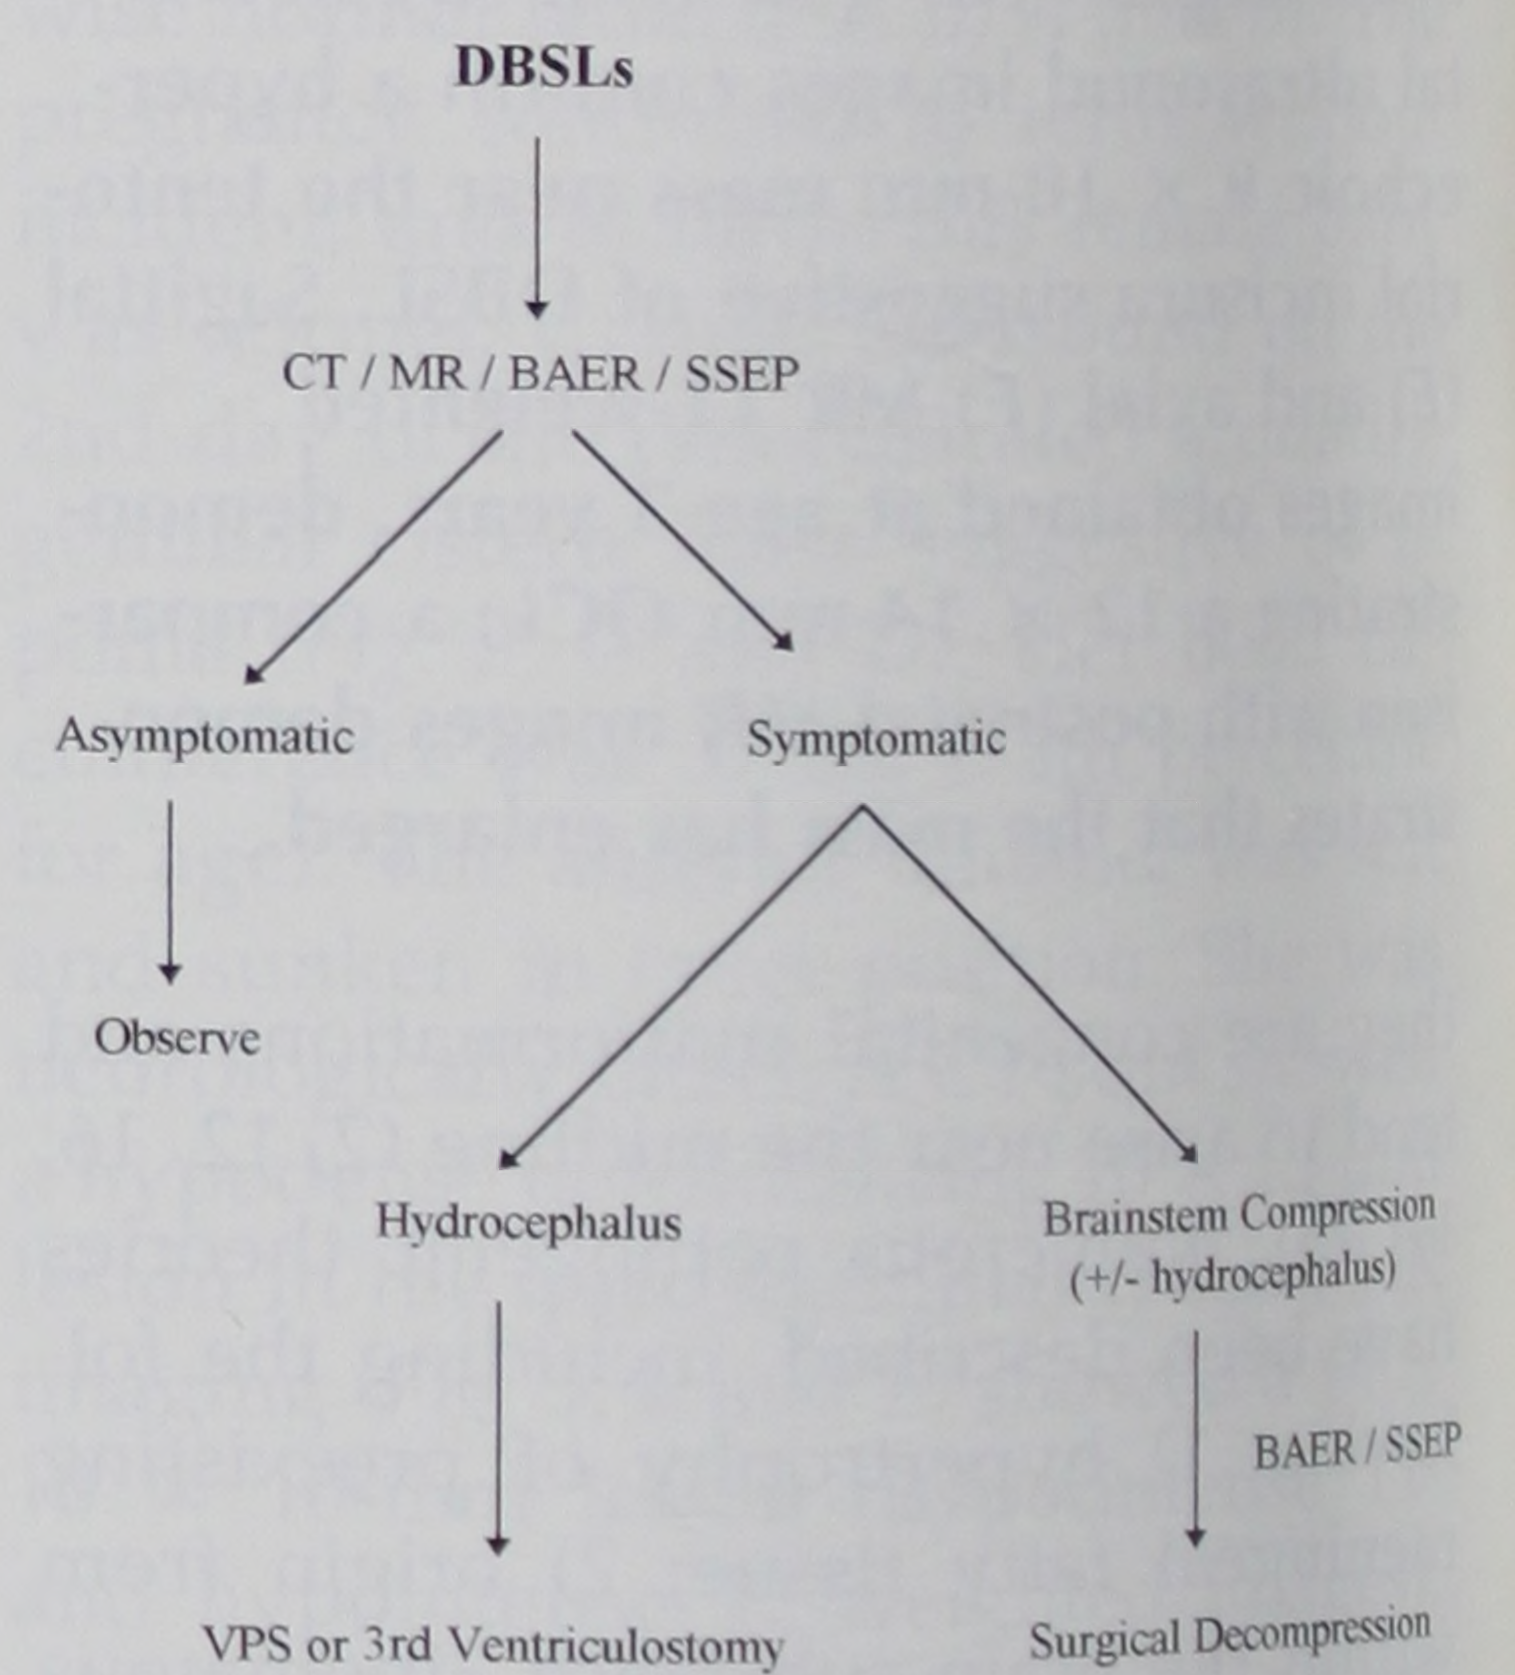 DBSLs
CT / MR / BAER / SSEP
Asymptomatic
Symptomatic
Observe
Hydrocephalus
Brainstem Compression
(+/- hydrocephalus)
BAER / SSEP
VPS or 3rd Ventriculostomy
Surgical Decompression